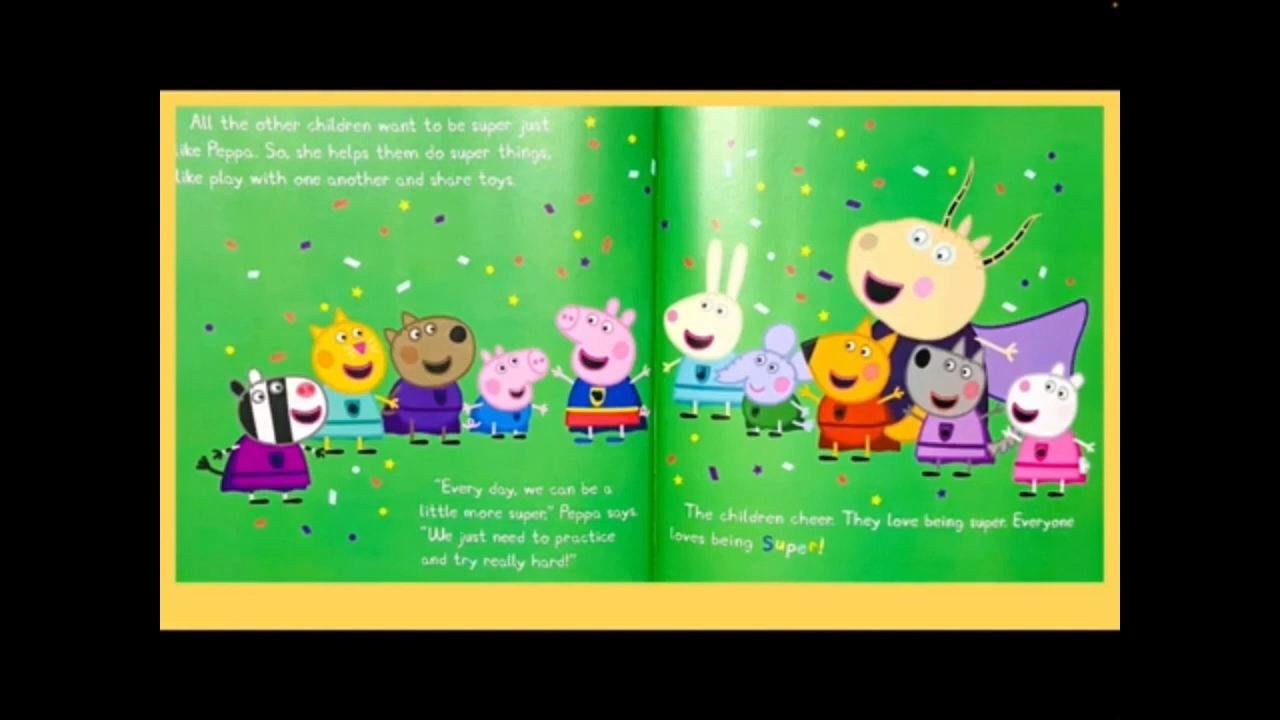 All the other children want to be super just
like Peppa. So, she helps them do super things,
like play with one another and share toys.
"Every day, we can be a
little more super," Peppa says.
"We just need to practice
and try really hard!"
The children cheer. They love being super. Everyone
loves being Super!